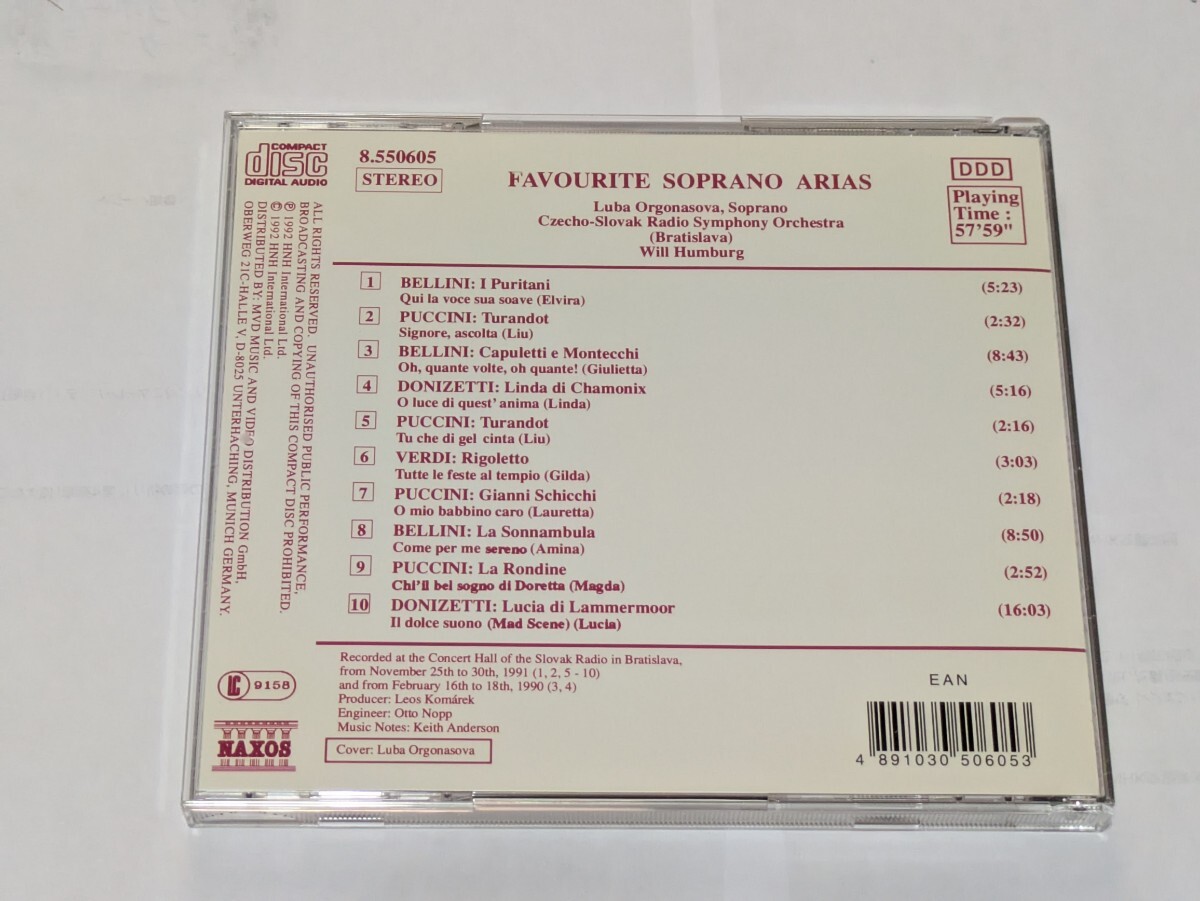 COMPACT
disc
DIGITAL AUDIO
8.550605
STEREO
FAVOURITE SOPRANO ARIAS
Luba Orgonasova, Soprano
Czecho-Slovak Radio Symphony Orchestra
(Bratislava)
Will Humburg
DDD
Playing
Time :
57'59"
1 BELLINI: I Puritani (5:23)
Qui la voce sua soave (Elvira)
2 PUCCINI: Turandot (2:32)
Signore, ascolta (Liu)
3 BELLINI: Capuletti e Montecchi (8:43)
Oh, quante volte, oh quante! (Giulietta)
4 DONIZETTI: Linda di Chamonix (5:16)
O luce di quest' anima (Linda)
5 PUCCINI: Turandot (2:16)
Tu che di gel cinta (Liu)
6 VERDI: Rigoletto (3:03)
Tutte le feste al tempio (Gilda)
7 PUCCINI: Gianni Schicchi (2:18)
O mio babbino caro (Lauretta)
8 BELLINI: La Sonnambula (8:50)
Come per me sereno (Amina)
9 PUCCINI: La Rondine (2:52)
Chi'il bel sogno di Doretta (Magda)
10 DONIZETTI: Lucia di Lammermoor (16:03)
Il dolce suono (Mad Scene) (Lucia)
Recorded at the Concert Hall of the Slovak Radio in Bratislava,
from November 25th to 30th, 1991 (1, 2, 5 - 10)
and from February 16th to 18th, 1990 (3, 4)
Producer: Leos Komárek
Engineer: Otto Nopp
Music Notes: Keith Anderson
Cover: Luba Orgonasova
ALL RIGHTS RESERVED. UNAUTHORISED PUBLIC PERFORMANCE,
BROADCASTING AND COPYING OF THIS COMPACT DISC PROHIBITED.
℗ 1992 HNH International Ltd.
© 1992 HNH International Ltd.
DISTRIBUTED BY: MVD MUSIC AND VIDEO DISTRIBUTION GmbH,
OBERWEG 21C-HALLE V, D-8025 UNTERHACHING, MUNICH GERMANY.
LC 9158
NAXOS
EAN
4 891030 506053